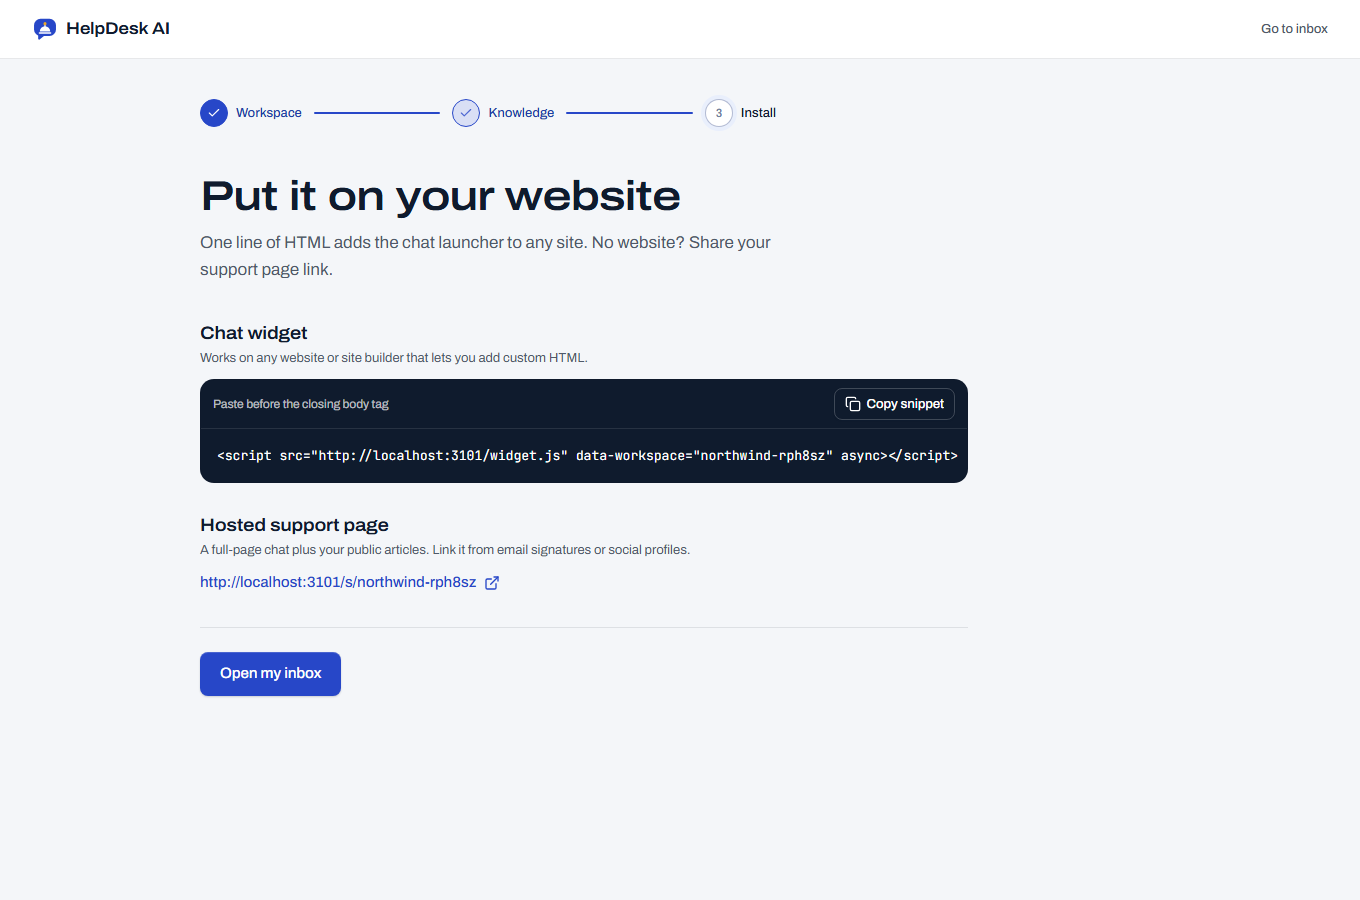 HelpDesk AI
Go to inbox
Workspace
Knowledge
3
Install
Put it on your website
One line of HTML adds the chat launcher to any site. No website? Share your
support page link.
Chat widget
Works on any website or site builder that lets you add custom HTML.
Paste before the closing body tag
Copy snippet
<script src="http://localhost:3101/widget.js" data-workspace="northwind-rph8sz" async></script>
Hosted support page
A full-page chat plus your public articles. Link it from email signatures or social profiles.
http://localhost:3101/s/northwind-rph8sz
Open my inbox